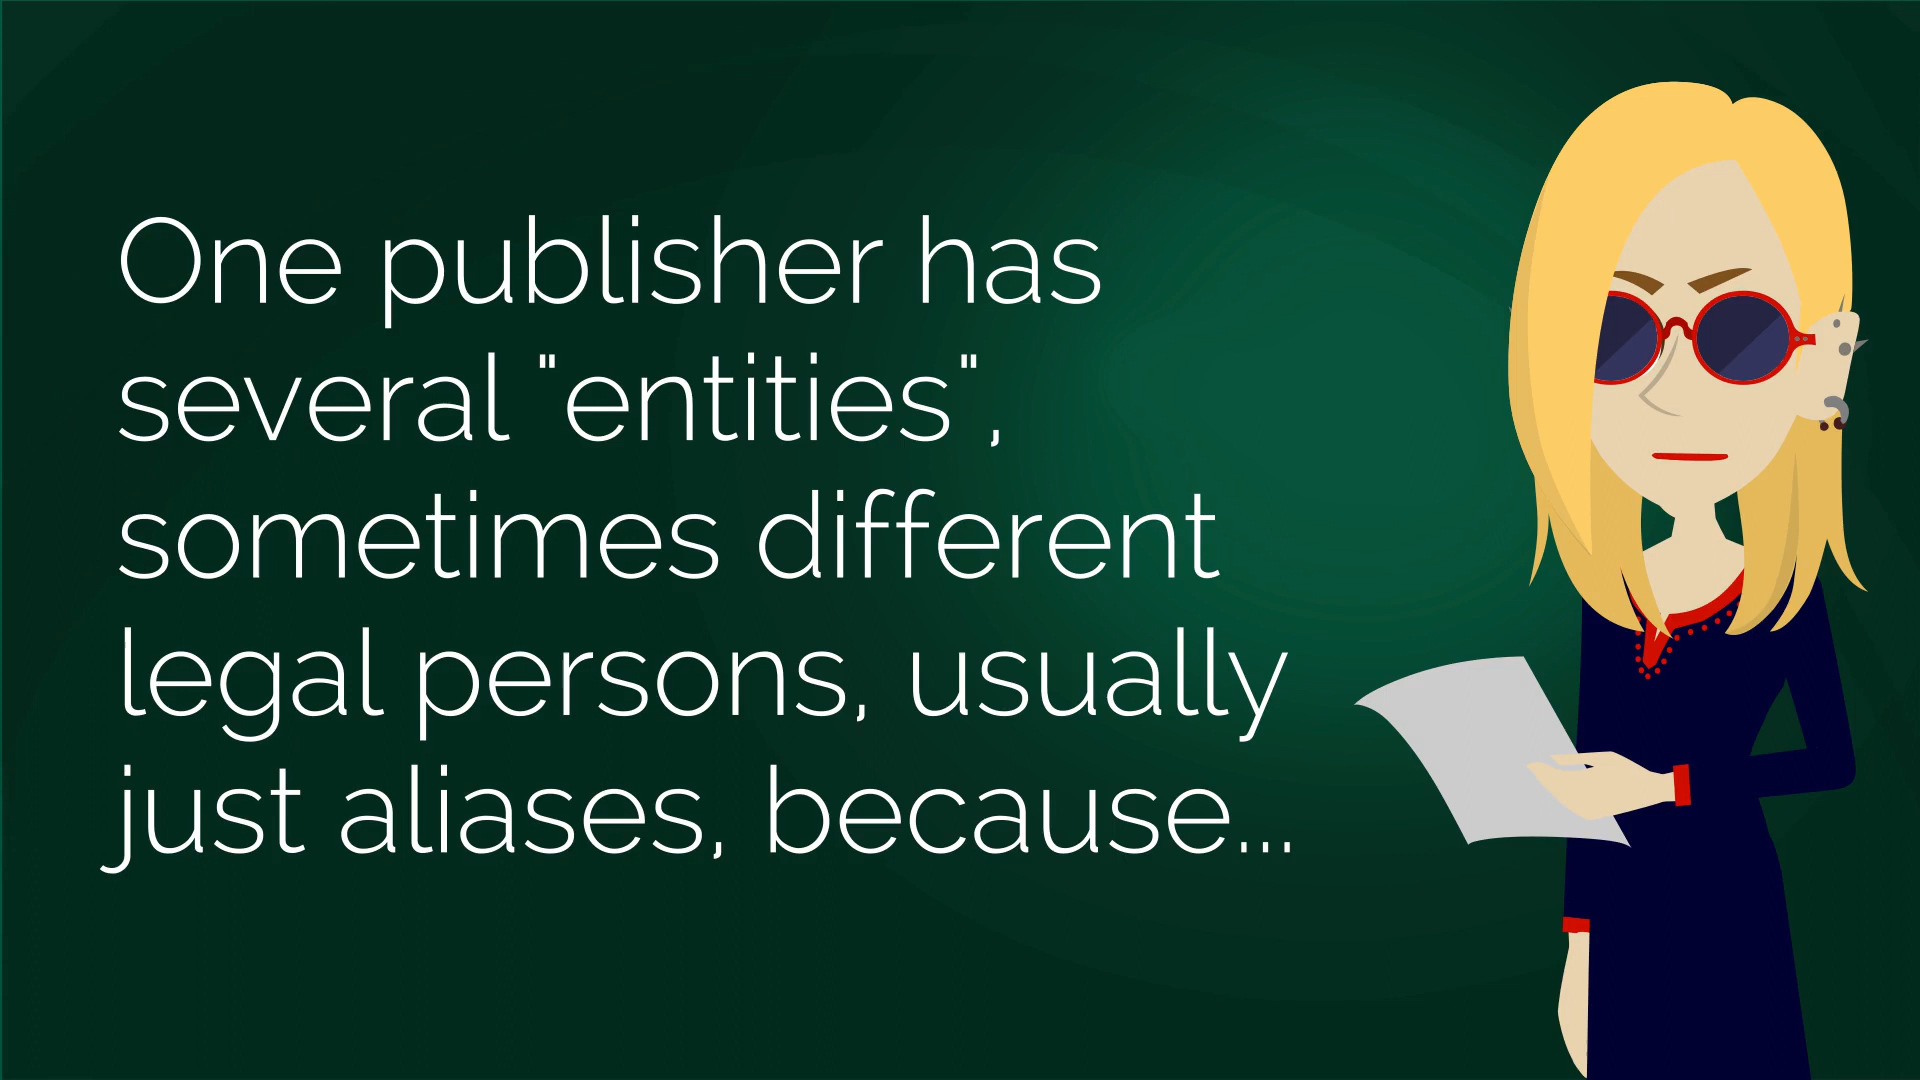 One publisher has
several "entities",
sometimes different
legal persons, usually
just aliases, because...